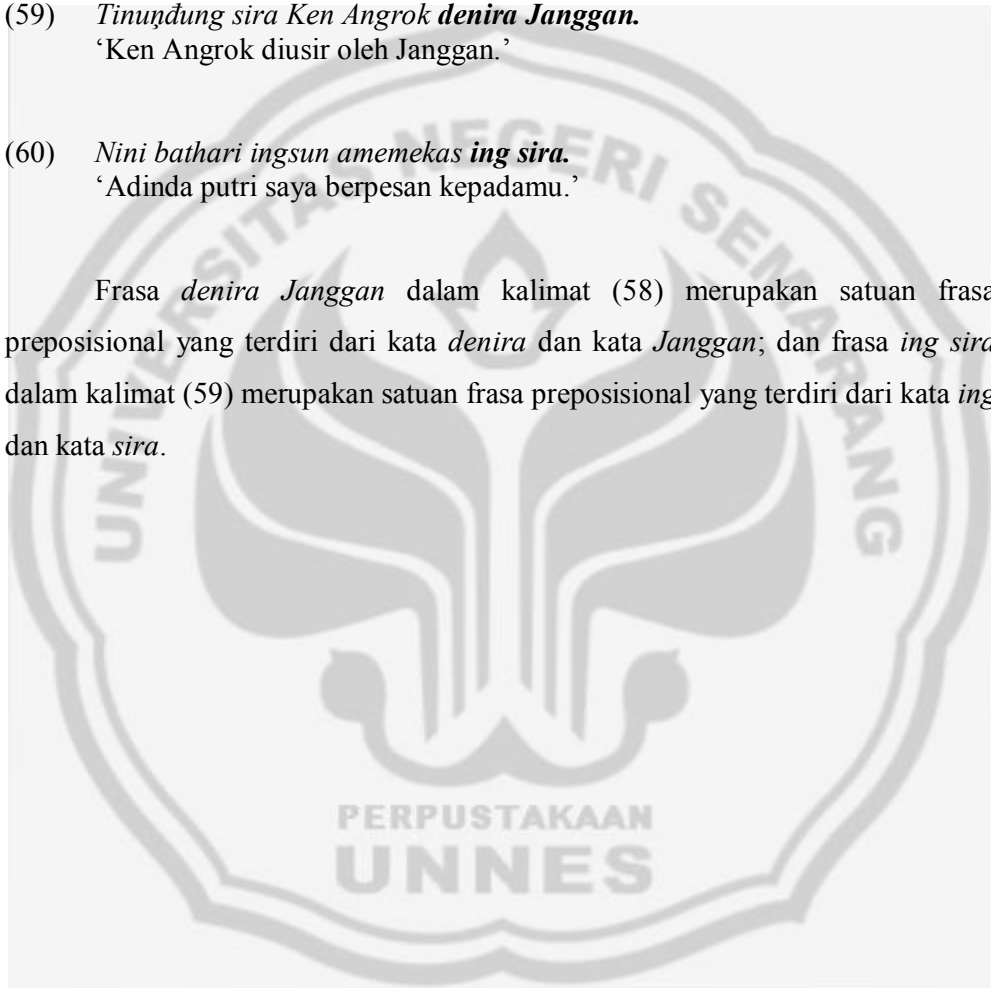 (59) Tinuṇđung sira Ken Angrok denira Janggan.
‘Ken Angrok diusir oleh Janggan.’
(60) Nini bathari ingsun amemekas ing sira.
‘Adinda putri saya berpesan kepadamu.’
Frasa denira Janggan dalam kalimat (58) merupakan satuan frasa
preposisional yang terdiri dari kata denira dan kata Janggan; dan frasa ing sira
dalam kalimat (59) merupakan satuan frasa preposisional yang terdiri dari kata ing
dan kata sira.
UNIVERSITAS NEGERI SEMARANG
PERPUSTAKAAN
UNNES